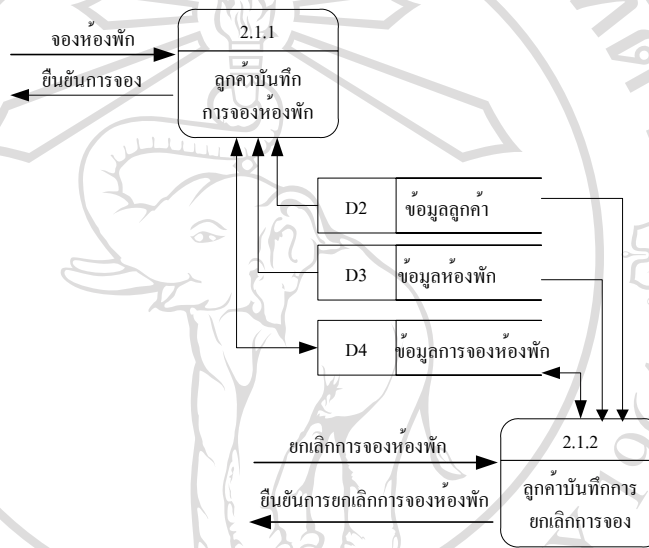 จองห้องพัก
ยืนยันการจอง
2.1.1
ลูกค้าบันทึก
การจองห้องพัก
D2 ข้อมูลลูกค้า
D3 ข้อมูลห้องพัก
D4 ข้อมูลการจองห้องพัก
ยกเลิกการจองห้องพัก
ยืนยันการยกเลิกการจองห้องพัก
2.1.2
ลูกค้าบันทึกการ
ยกเลิกการจอง